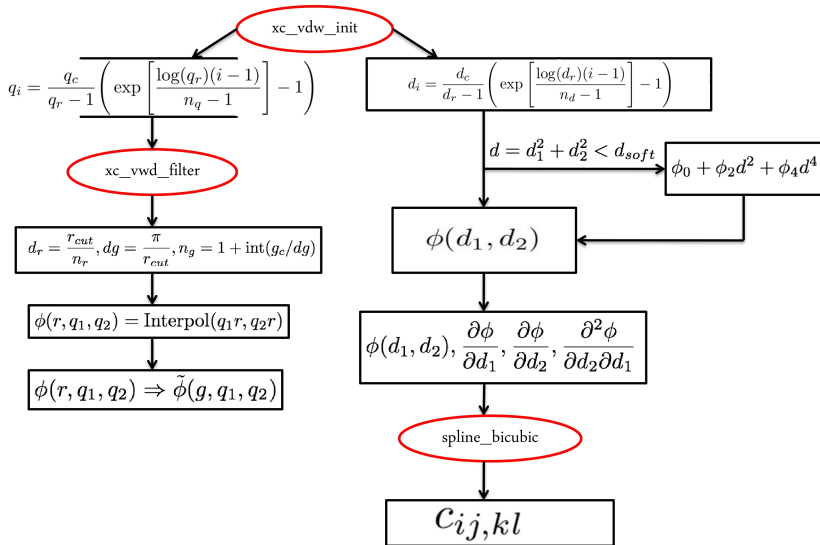 xc_vdw_init
q_i = \frac{q_c}{q_r - 1}\left( \exp\left[ \frac{\log(q_r)(i-1)}{n_q - 1} \right] - 1 \right)
d_i = \frac{d_c}{d_r - 1}\left( \exp\left[ \frac{\log(d_r)(i-1)}{n_d - 1} \right] - 1 \right)
d = d_1^2 + d_2^2 < d_{soft}
xc_vwd_filter
\phi_0 + \phi_2 d^2 + \phi_4 d^4
d_r = \frac{r_{cut}}{n_r}, dg = \frac{\pi}{r_{cut}}, n_g = 1 + \text{int}(g_c/dg)
\phi(d_1, d_2)
\phi(r, q_1, q_2) = \text{Interpol}(q_1 r, q_2 r)
\phi(d_1, d_2), \frac{\partial \phi}{\partial d_1}, \frac{\partial \phi}{\partial d_2}, \frac{\partial^2 \phi}{\partial d_2 \partial d_1}
\phi(r, q_1, q_2) \Rightarrow \tilde{\phi}(g, q_1, q_2)
spline_bicubic
c_{ij,kl}